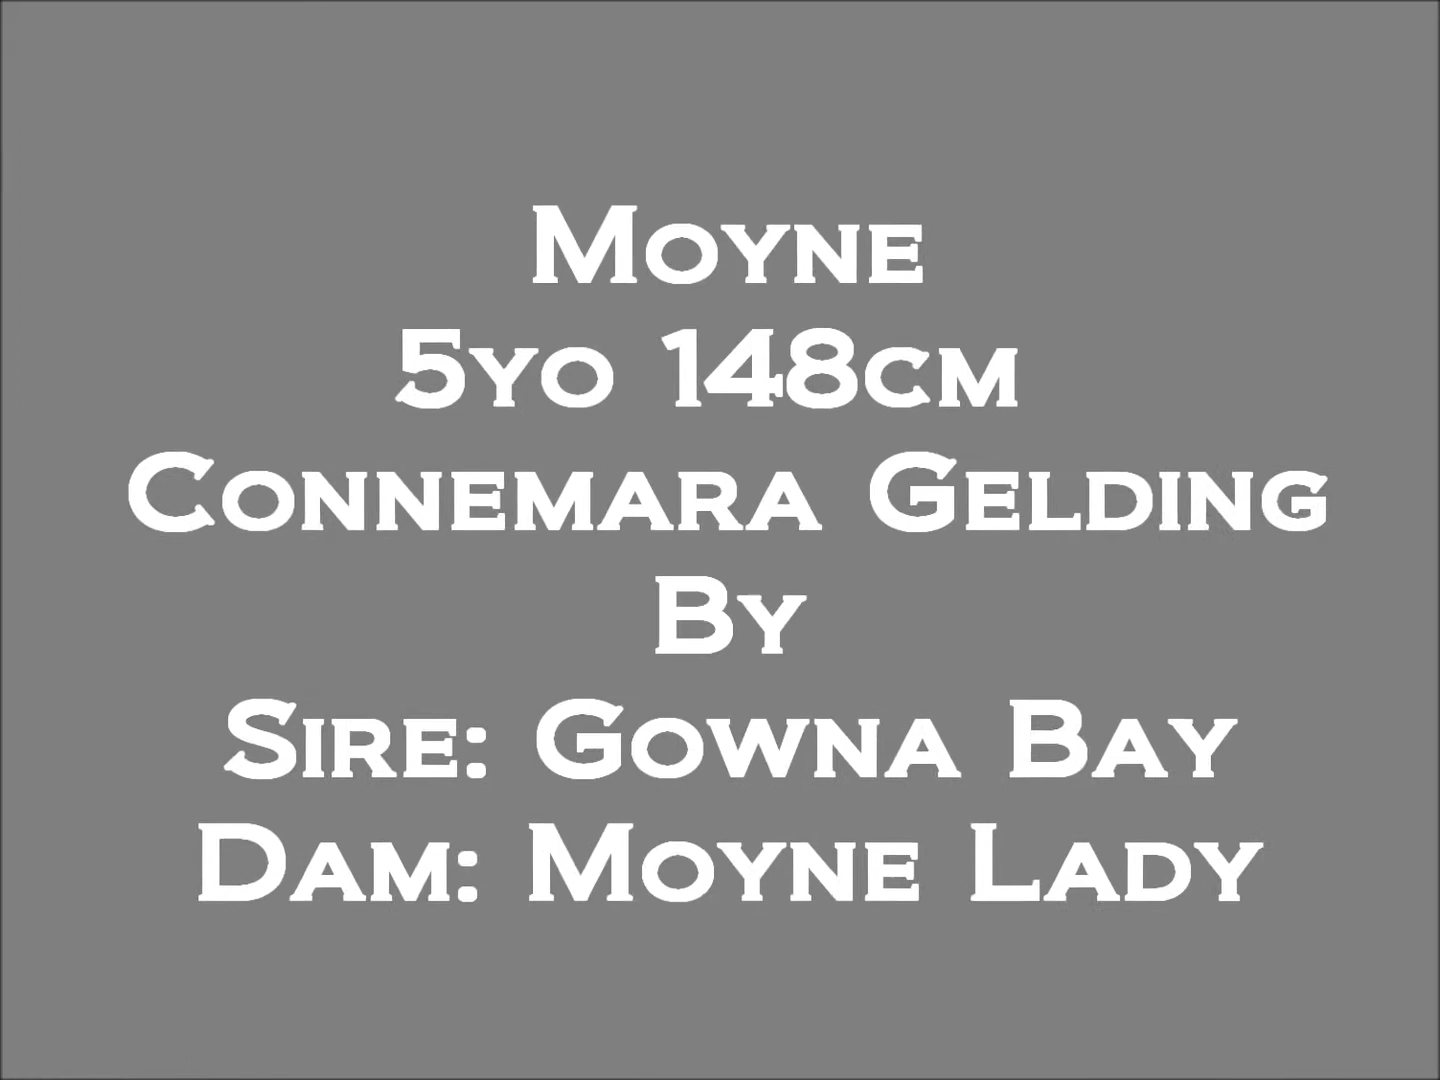 Moyne
5yo 148cm
Connemara Gelding
By
Sire: Gowna Bay
Dam: Moyne Lady